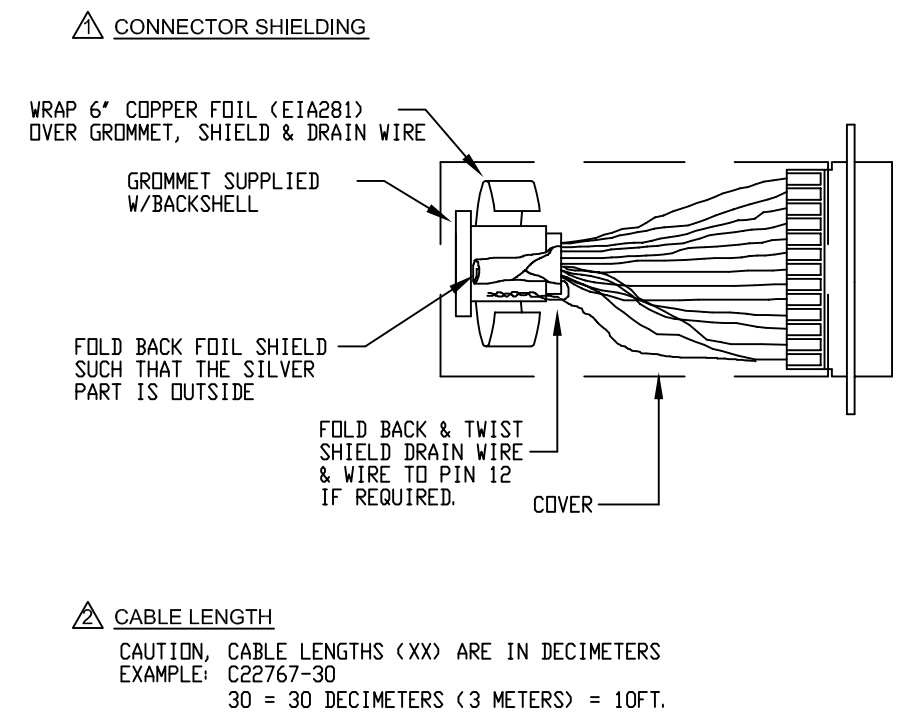 1 CONNECTOR SHIELDING
WRAP 6" COPPER FOIL (EIA281)
OVER GROMMET, SHIELD & DRAIN WIRE
GROMMET SUPPLIED
W/BACKSHELL
FOLD BACK FOIL SHIELD
SUCH THAT THE SILVER
PART IS OUTSIDE
FOLD BACK & TWIST
SHIELD DRAIN WIRE
& WIRE TO PIN 12
IF REQUIRED.
COVER
2 CABLE LENGTH
CAUTION, CABLE LENGTHS (XX) ARE IN DECIMETERS
EXAMPLE: C22767-30
30 = 30 DECIMETERS (3 METERS) = 10FT.